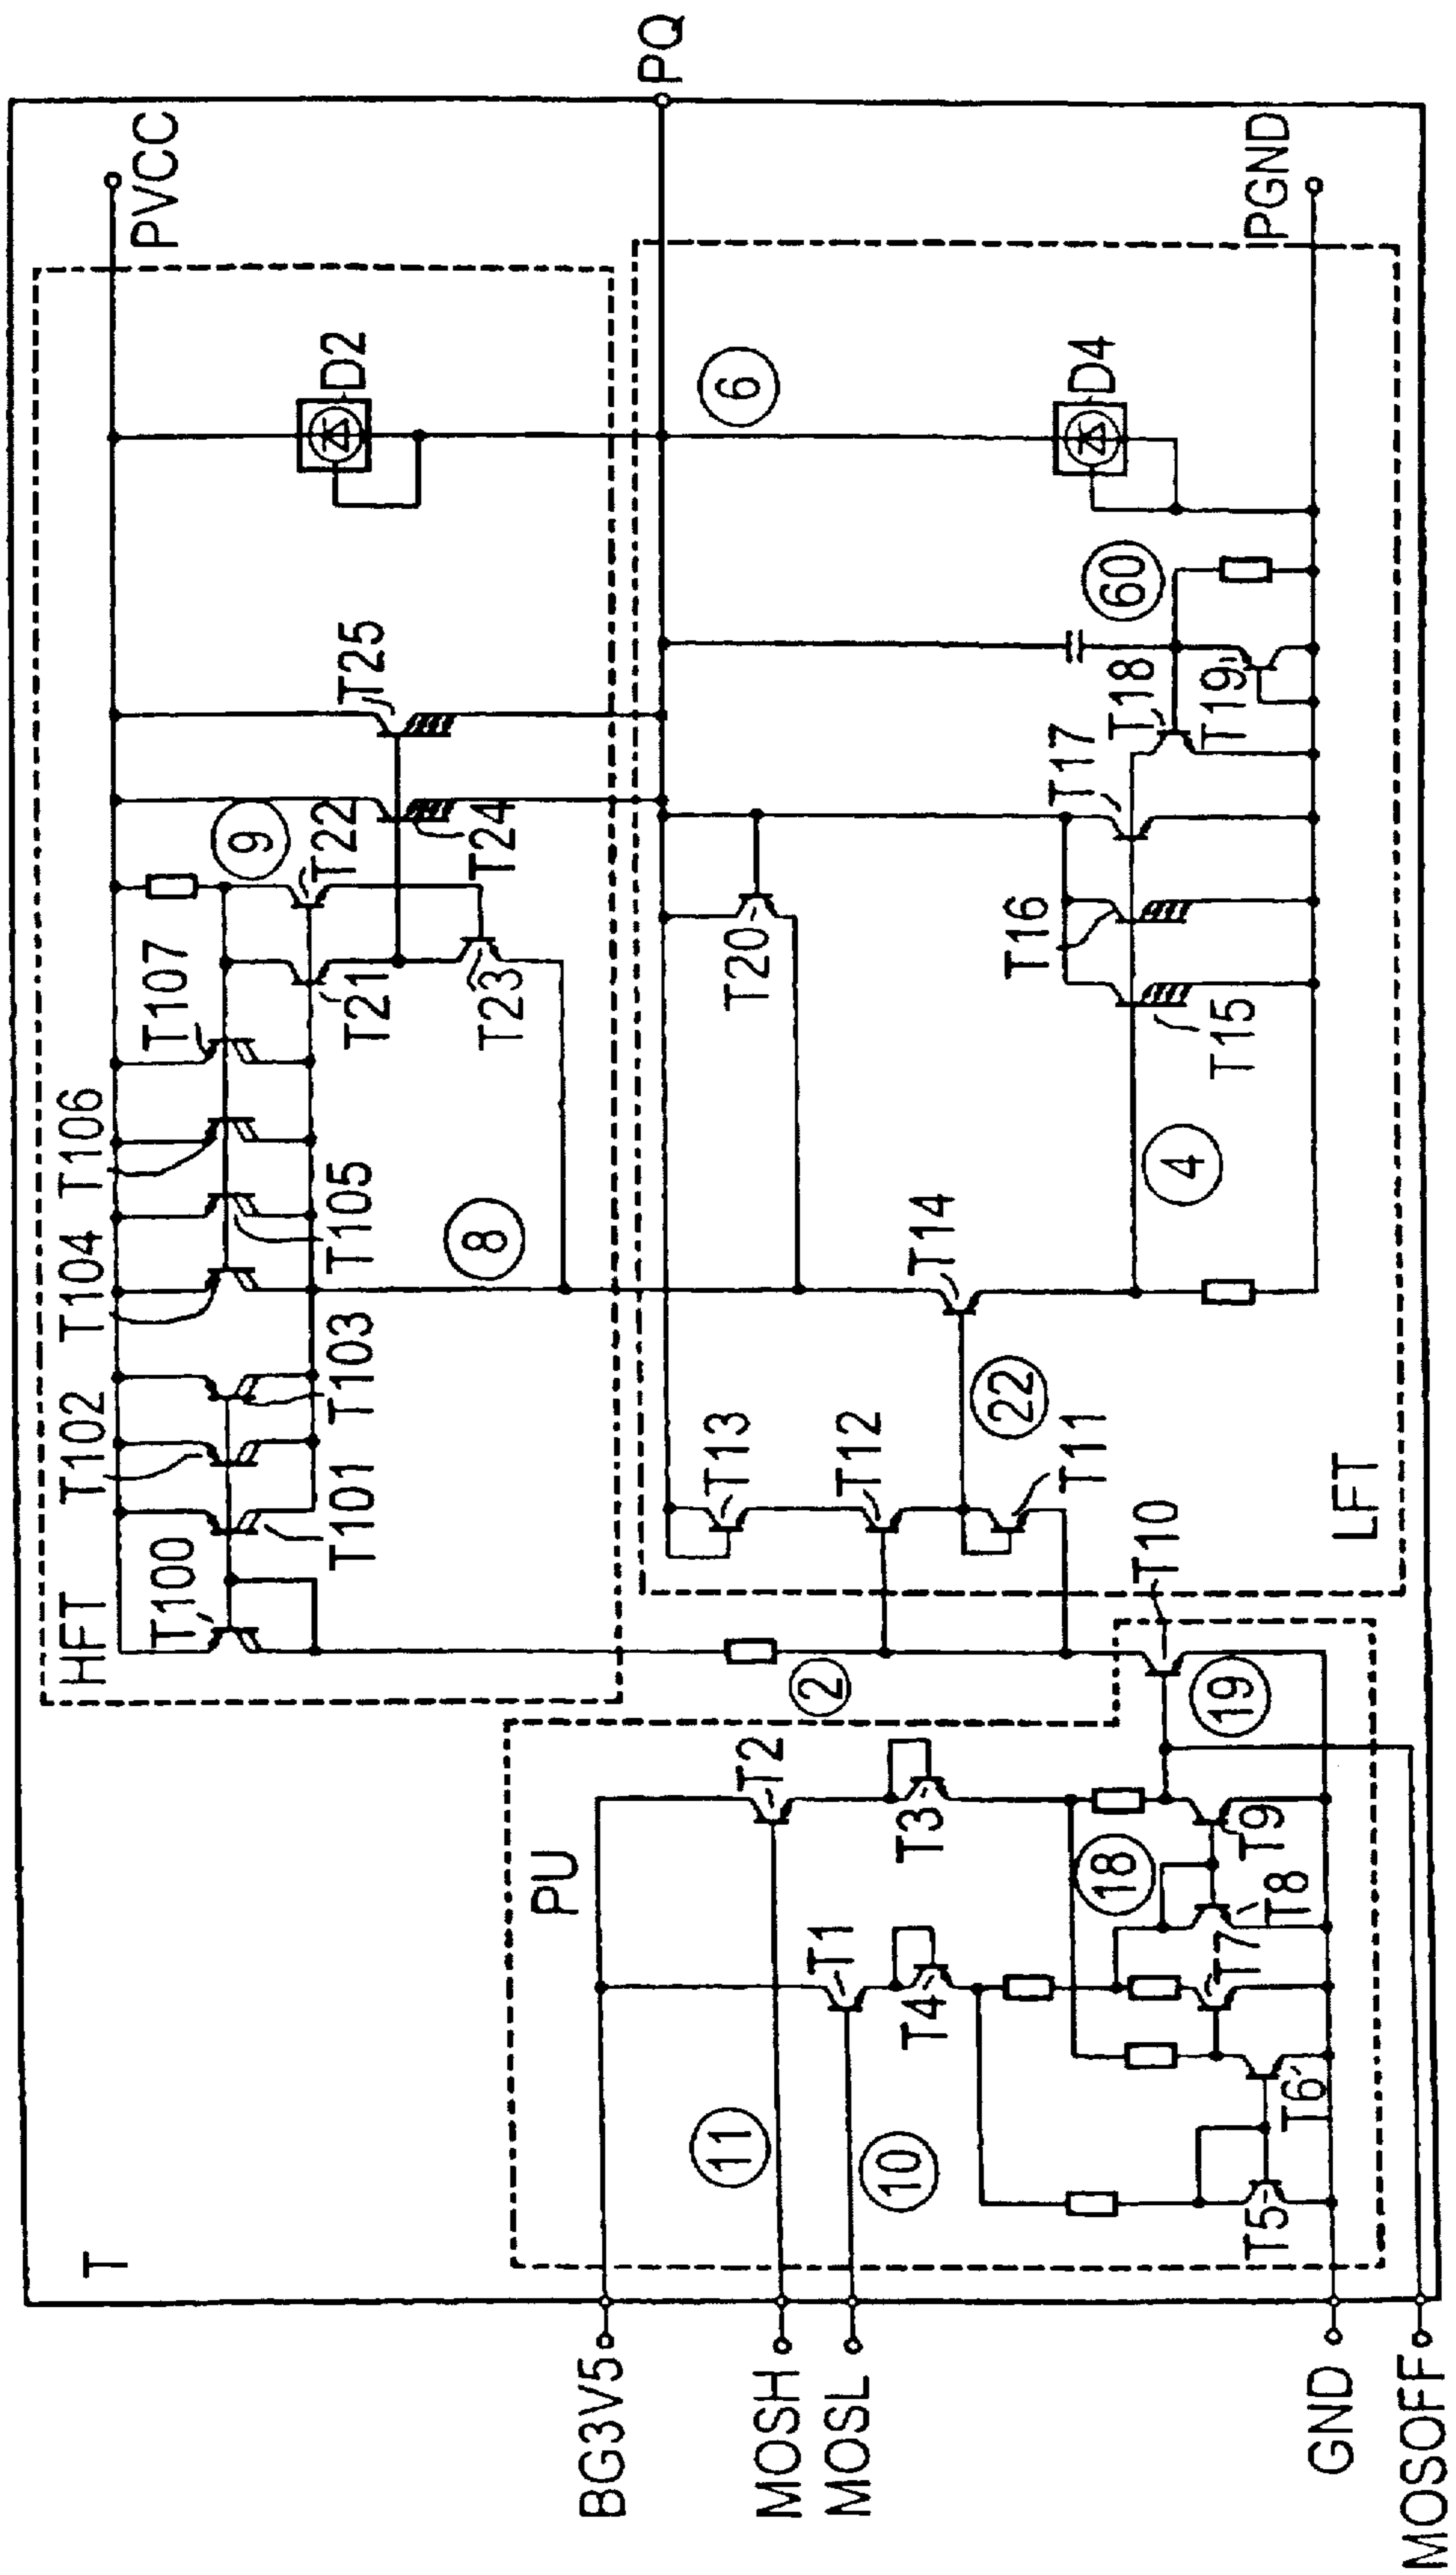 T
HFT
T100
T101
T102
T103
T104
T105
T106
T107
9
T21
T22
T23
T24
T25
8
D2
PVCC
PQ
PU
BG3V5
MOSH
MOSL
GND
MOSOFF
11
10
T1
T2
T3
T4
T5
T6
T7
T8
T9
18
19
T10
2
T13
T12
T11
22
T14
LFT
4
T20
T15
T16
T17
T18
T19
60
6
D4
PGND